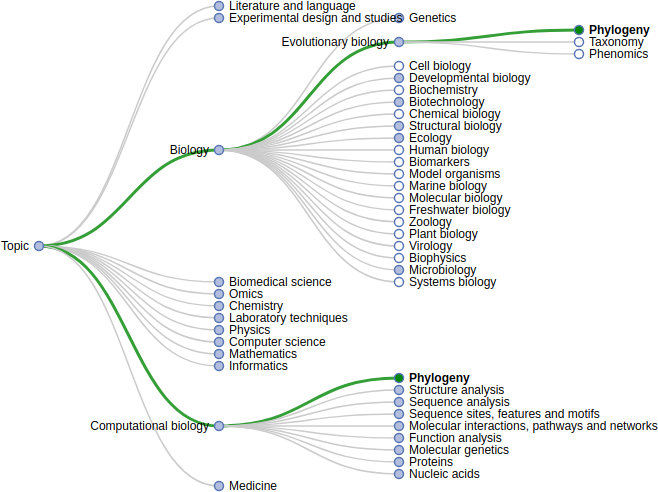 Literature and language
Experimental design and studies
Genetics
Evolutionary biology
Phylogeny
Taxonomy
Phenomics
Cell biology
Developmental biology
Biochemistry
Biotechnology
Chemical biology
Structural biology
Ecology
Biology
Human biology
Biomarkers
Model organisms
Marine biology
Molecular biology
Freshwater biology
Zoology
Plant biology
Virology
Biophysics
Microbiology
Systems biology
Topic
Biomedical science
Omics
Chemistry
Laboratory techniques
Physics
Computer science
Mathematics
Informatics
Computational biology
Phylogeny
Structure analysis
Sequence analysis
Sequence sites, features and motifs
Molecular interactions, pathways and networks
Function analysis
Molecular genetics
Proteins
Nucleic acids
Medicine